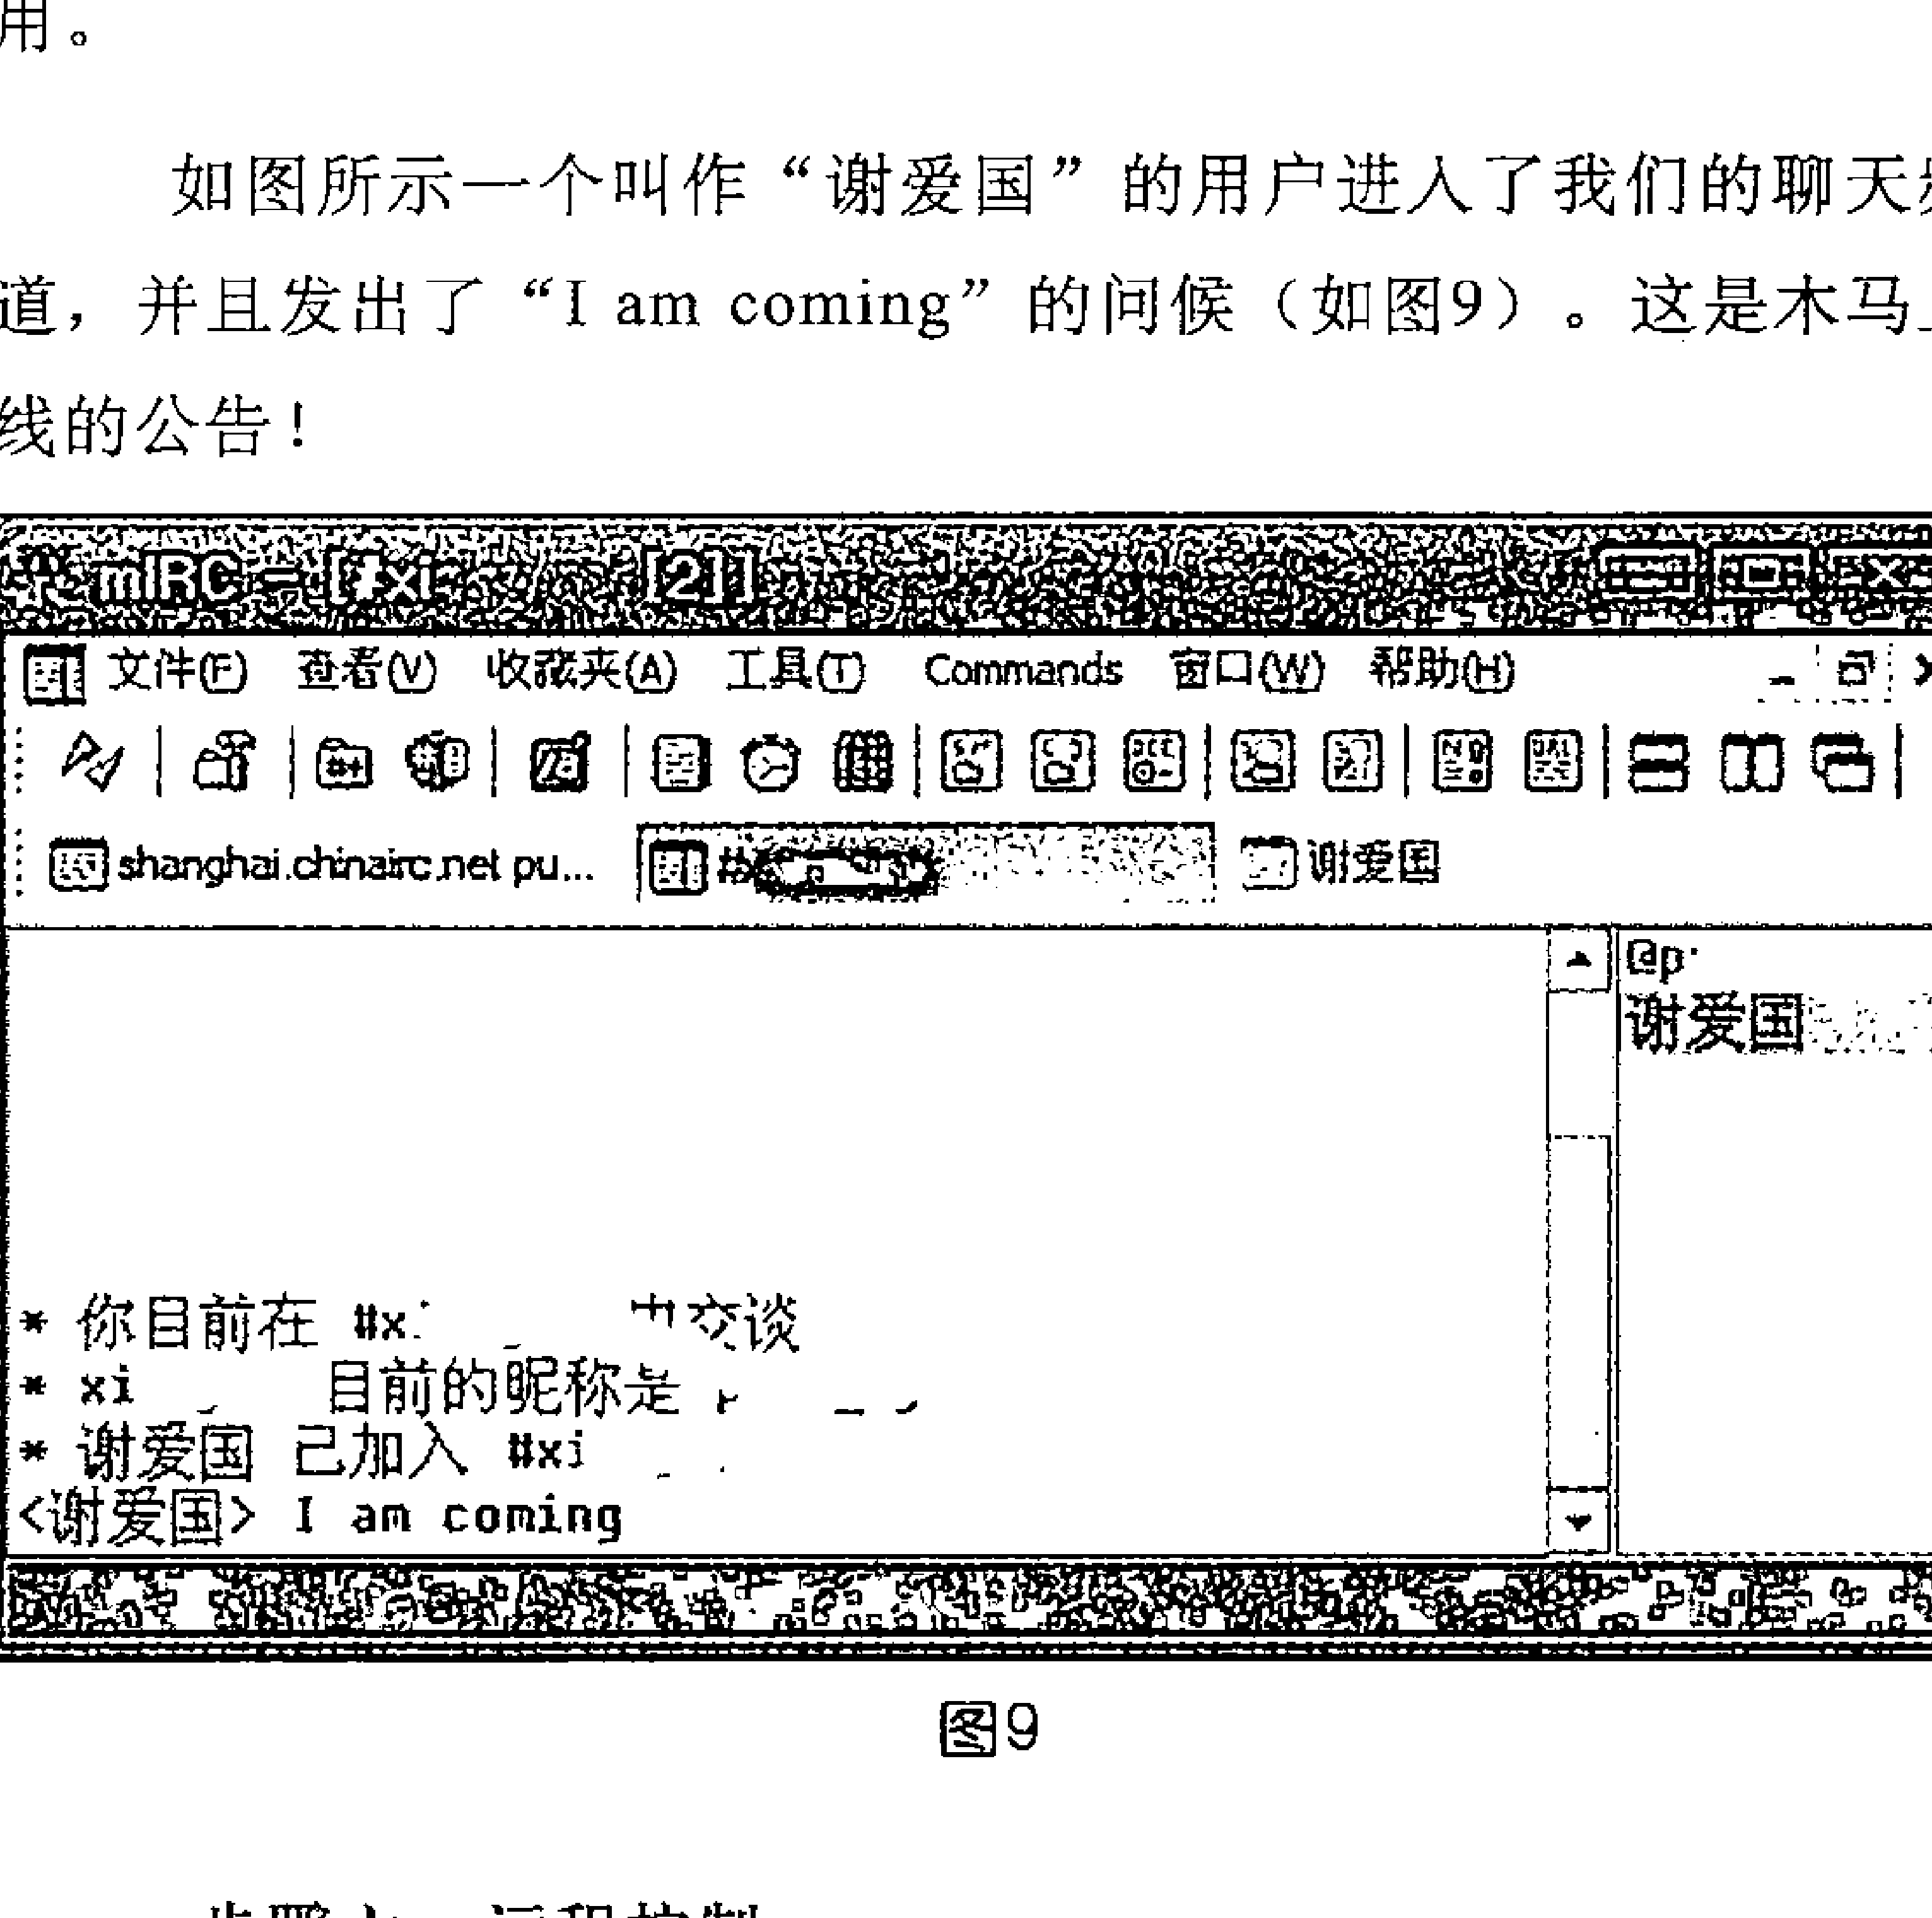 用。
如图所示一个叫作“谢爱国”的用户进入了我们的聊天
道，并且发出了“I am coming”的问候（如图9）。这是木马
线的公告！
mIRC - [#xi [2]]
文件(F) 查看(V) 收藏夹(A) 工具(T) Commands 窗口(W) 帮助(H)
shanghai.chinairc.net pu... 谢爱国
@p
谢爱国
* 你目前在 #xi 中交谈
* xi 目前的昵称是
* 谢爱国 已加入 #xi
<谢爱国> I am coming
图9